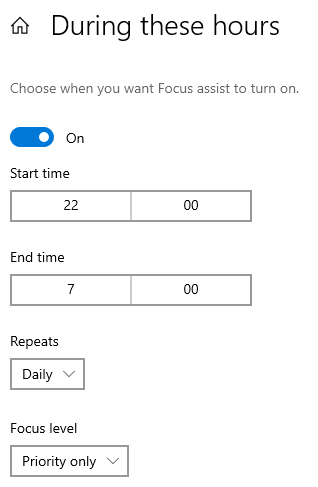 During these hours
Choose when you want Focus assist to turn on.
On
Start time
22 00
End time
7 00
Repeats
Daily
Focus level
Priority only